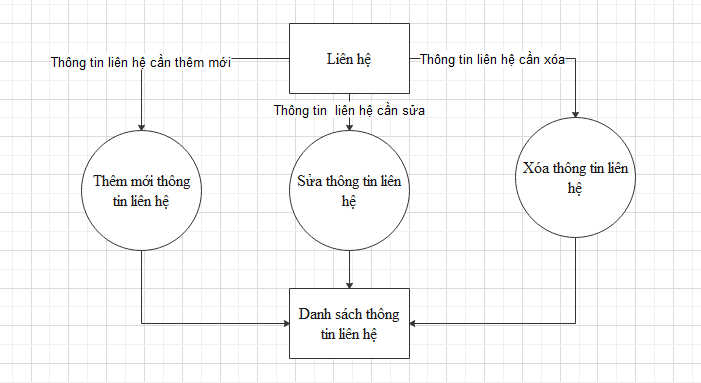 Liên hệ
Thông tin liên hệ cần thêm mới
Thông tin liên hệ cần xóa
Thông tin  liên hệ cần sửa
Thêm mới thông
tin liên hệ
Sửa thông tin liên
hệ
Xóa thông tin liên
hệ
Danh sách thông
tin liên hệ